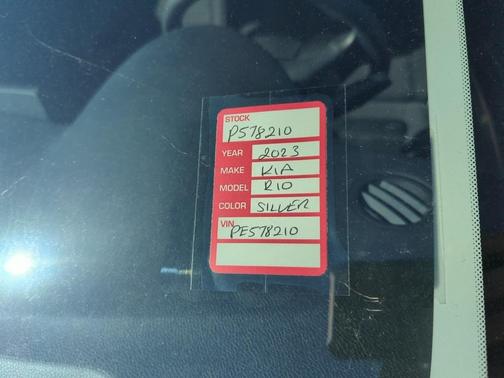 STOCK
P578210
YEAR 2023
MAKE KIA
MODEL RIO
COLOR SILVER
VIN
PE578210